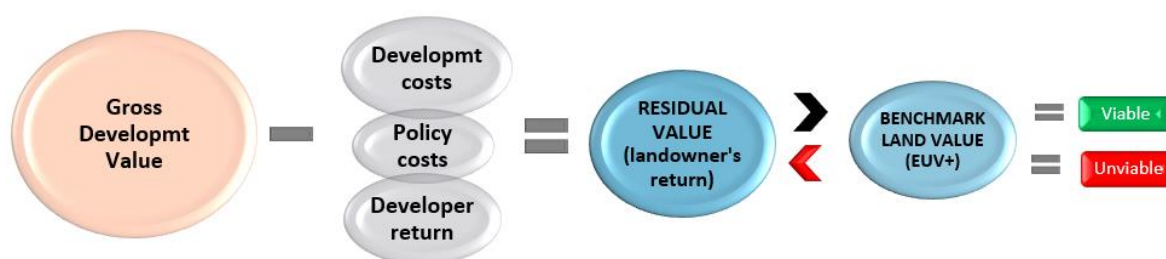 Gross
Developmt
Value
Developmt
costs
Policy
costs
Developer
return
RESIDUAL
VALUE
(landowner's
return)
BENCHMARK
LAND VALUE
(EUV+)
Viable
Unviable